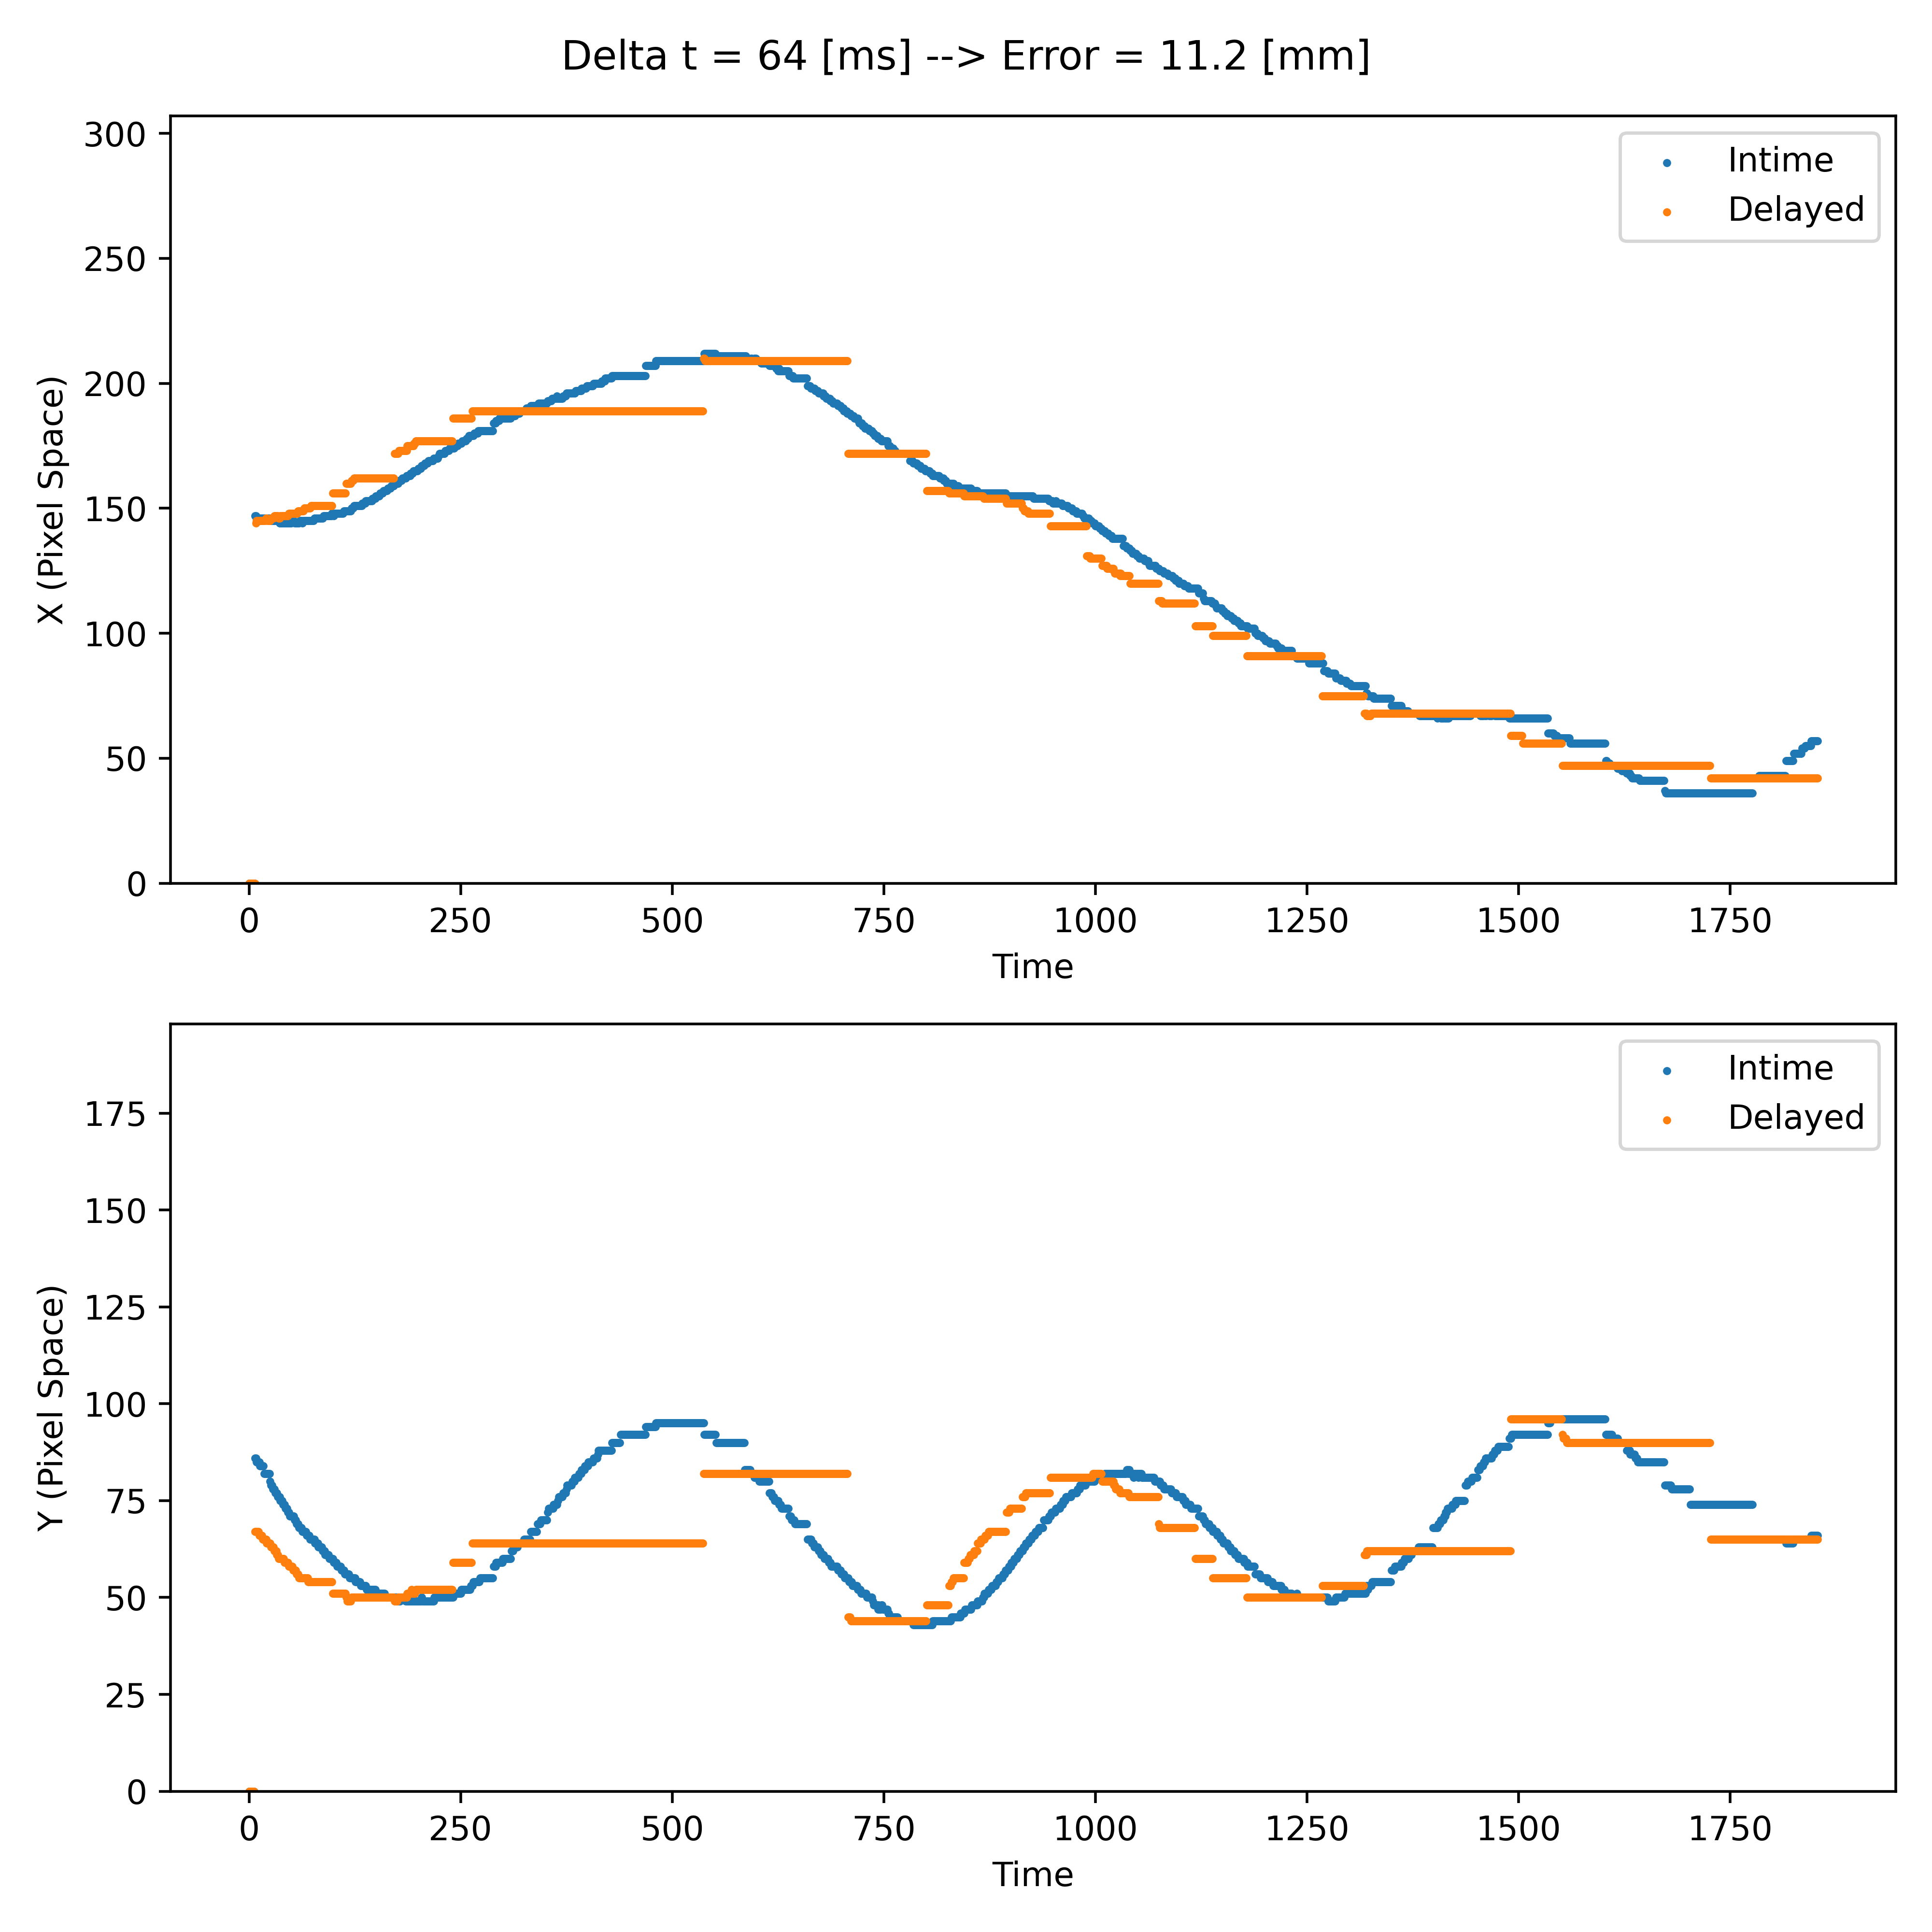 Delta t = 64 [ms] --> Error = 11.2 [mm]
300
250
200
150
100
50
0
X (Pixel Space)
Intime
Delayed
0 250 500 750 1000 1250 1500 1750
Time
175
150
125
100
75
50
25
0
Y (Pixel Space)
Intime
Delayed
0 250 500 750 1000 1250 1500 1750
Time